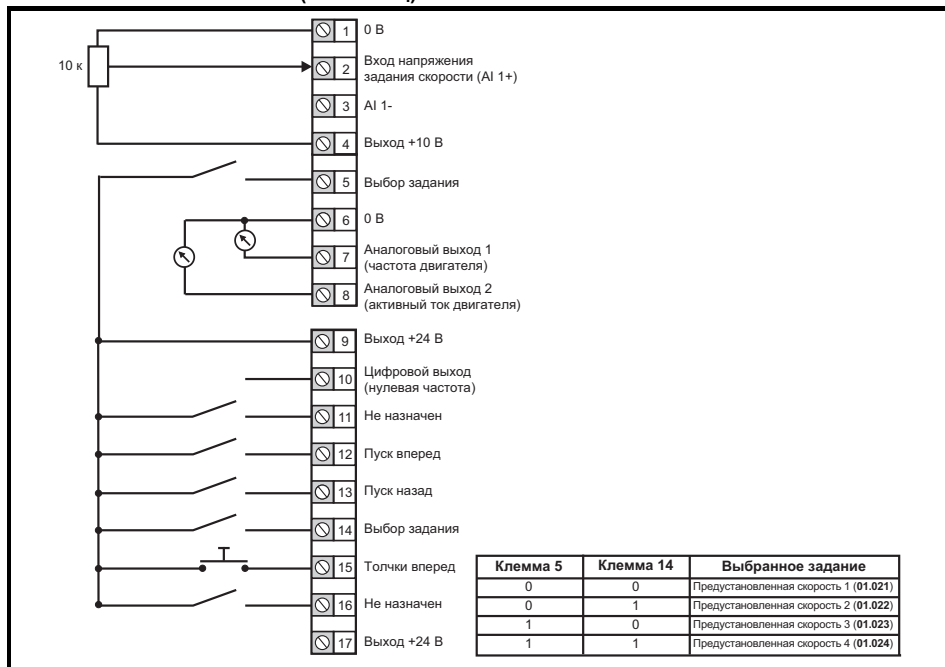 10 к
1 0 В
2 Вход напряжения
задания скорости (AI 1+)
3 AI 1-
4 Выход +10 В
5 Выбор задания
6 0 В
7 Аналоговый выход 1
(частота двигателя)
8 Аналоговый выход 2
(активный ток двигателя)
9 Выход +24 В
10 Цифровой выход
(нулевая частота)
11 Не назначен
12 Пуск вперед
13 Пуск назад
14 Выбор задания
15 Толчки вперед
16 Не назначен
17 Выход +24 В
Клемма 5 Клемма 14 Выбранное задание
0 0 Предустановленная скорость 1 (01.021)
0 1 Предустановленная скорость 2 (01.022)
1 0 Предустановленная скорость 3 (01.023)
1 1 Предустановленная скорость 4 (01.024)